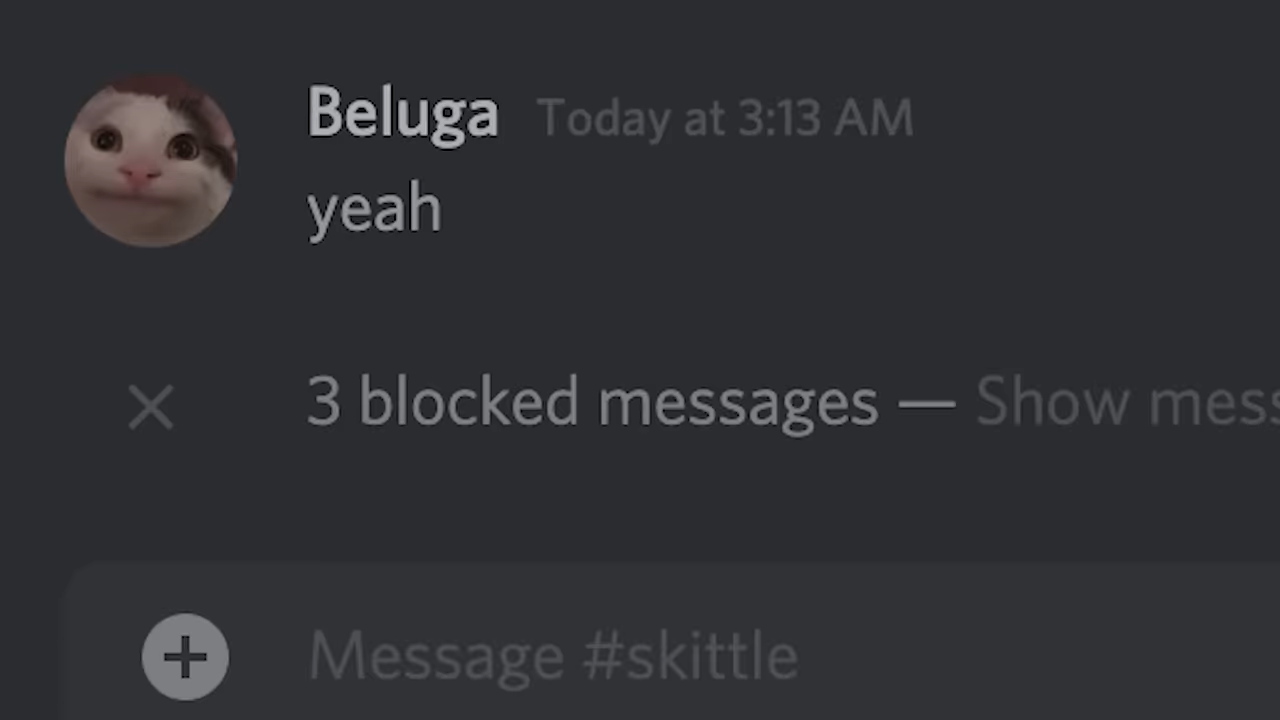 Beluga Today at 3:13 AM
yeah
3 blocked messages — Show mess
Message #skittle